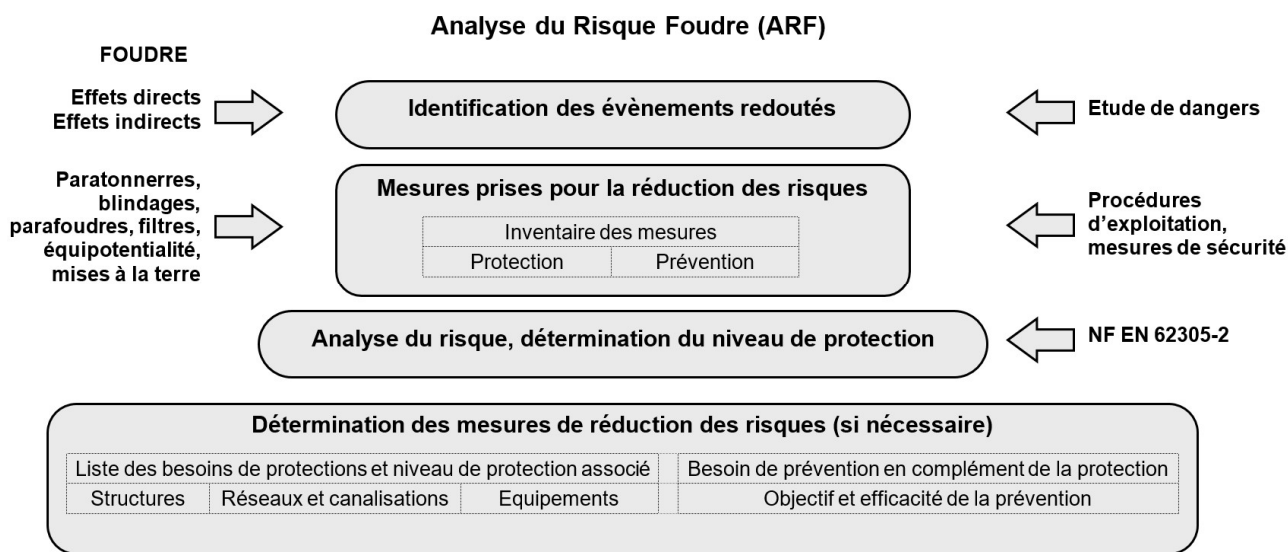 Analyse du Risque Foudre (ARF)
FOUDRE
Effets directs
Effets indirects
Identification des évènements redoutés
Etude de dangers
Paratonnerres,
blindages,
parafoudres, filtres,
équipotentialité,
mises à la terre
Mesures prises pour la réduction des risques
Inventaire des mesures
Protection
Prévention
Procédures
d'exploitation,
mesures de sécurité
Analyse du risque, détermination du niveau de protection
NF EN 62305-2
Détermination des mesures de réduction des risques (si nécessaire)
Liste des besoins de protections et niveau de protection associé
Besoin de prévention en complément de la protection
Structures
Réseaux et canalisations
Equipements
Objectif et efficacité de la prévention